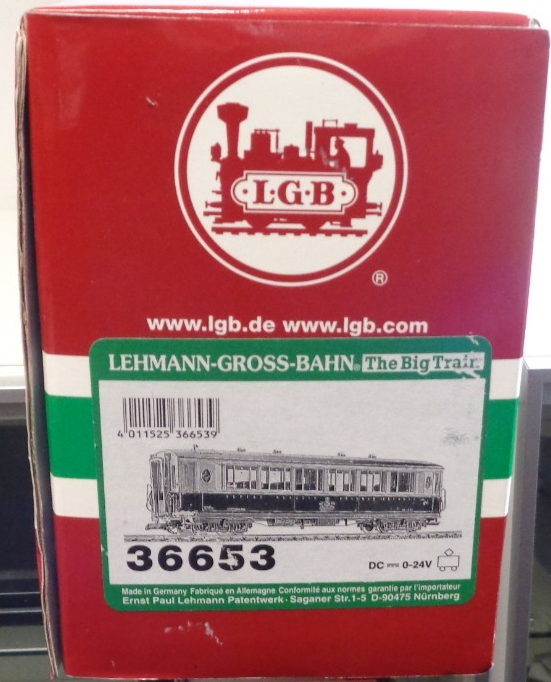 L·G·B
®
www.lgb.de www.lgb.com
LEHMANN-GROSS-BAHN® The Big Train
4 011525 366539
36653
DC ⎓ 0-24V
Made in Germany Fabriqué en Allemagne Conformité aux normes garantie par l'importateur
Ernst Paul Lehmann Patentwerk · Saganer Str.1-5 D-90475 Nürnberg